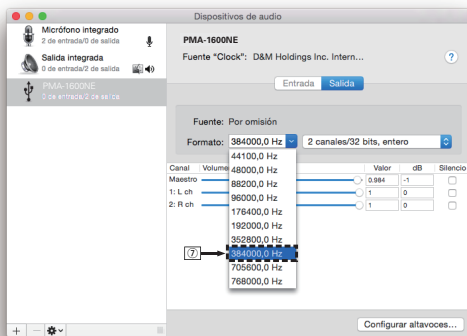 Dispositivos de audio
Micrófono integrado
2 de entrada/0 de salida
Salida integrada
0 de entrada/2 de salida
PMA-1600NE
0 de entrada/2 de salida
PMA-1600NE
Fuente "Clock": D&M Holdings Inc. Intern...
?
Entrada Salida
Fuente: Por omisión
Formato: 384000,0 Hz 2 canales/32 bits, entero
44100,0 Hz
48000,0 Hz
88200,0 Hz
96000,0 Hz
176400,0 Hz
192000,0 Hz
352800,0 Hz
⑦ 384000,0 Hz
705600,0 Hz
768000,0 Hz
Canal Volume Valor dB Silencio
Maestro 0.984 -1
1: L ch 1 0
2: R ch 1 0
Configurar altavoces...